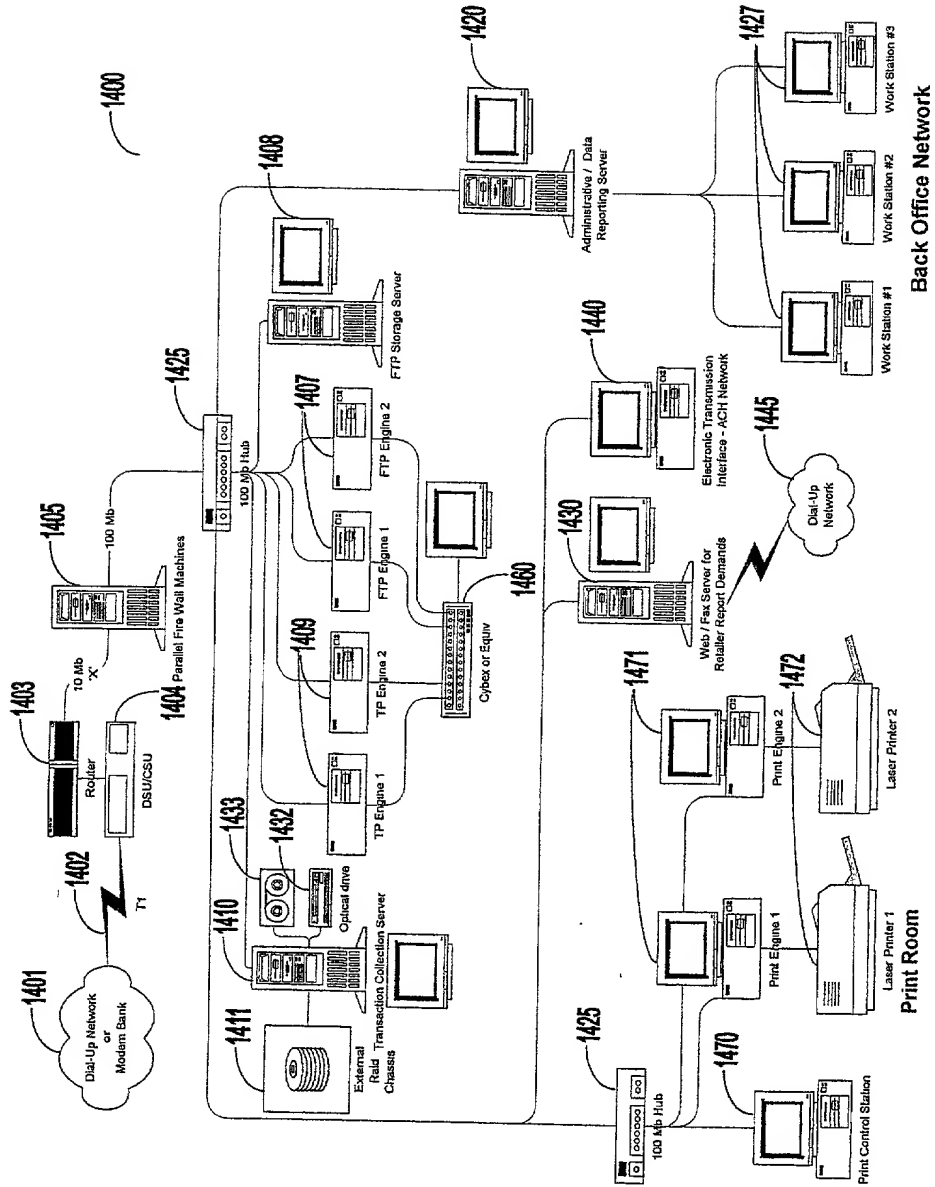 1400
1401
Dial-Up Network
or
Modem Bank
1402
T1
1403
Router
DSU/CSU
1404
10 Mb
'X'
1405
Parallel Fire Wall Machines
100 Mb
1425
100 Mb Hub
1408
FTP Storage Server
1420
Administrative / Data
Reporting Server
1410
1433
1432
Optical drive
1411
External
Raid
Chassis
Transaction Collection Server
1409
TP Engine 1
TP Engine 2
1407
FTP Engine 1
FTP Engine 2
1460
Cybex or Equiv
1427
Work Station #1
Work Station #2
Work Station #3
Back Office Network
1430
Web / Fax Server for
Retailer Report Demands
1440
Electronic Transmission
Interface - ACH Network
1445
Dial-Up
Network
1425
100 Mb Hub
1470
Print Control Station
1471
Print Engine 1
Print Engine 2
1472
Laser Printer 1
Laser Printer 2
Print Room